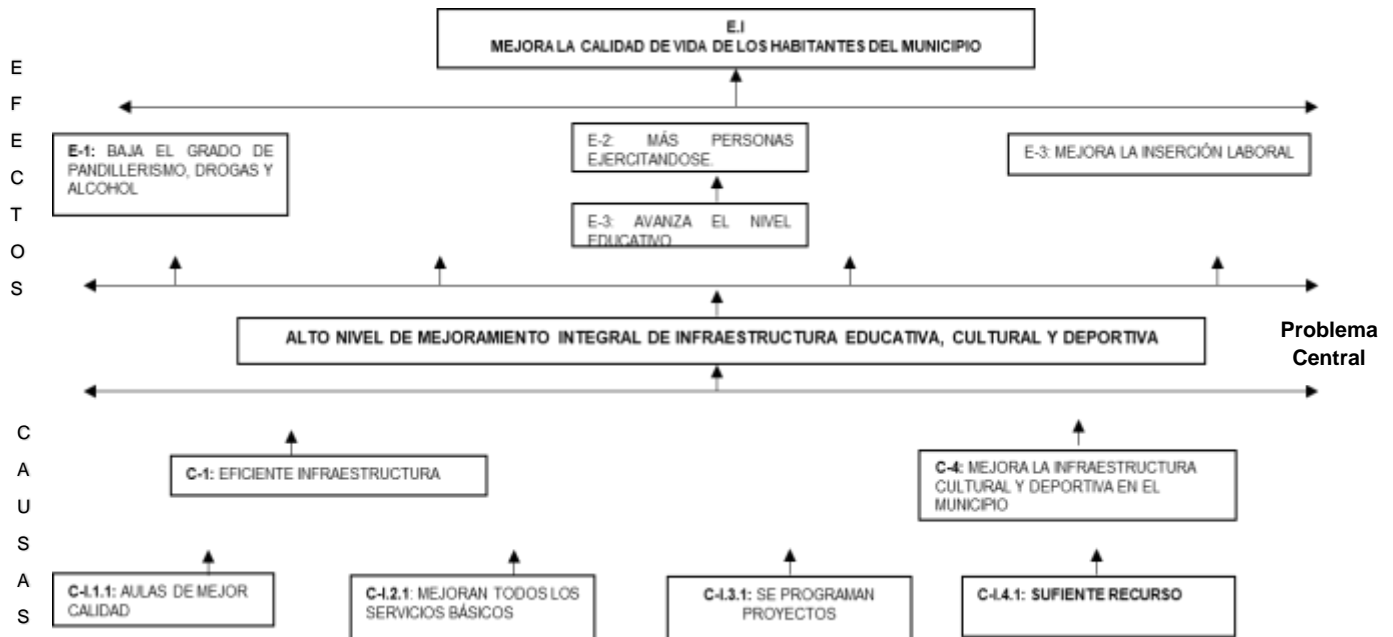 E.I
MEJORA LA CALIDAD DE VIDA DE LOS HABITANTES DEL MUNICIPIO
E
F
E
C
T
O
S
E-1: BAJA EL GRADO DE
PANDILLERISMO, DROGAS Y
ALCOHOL
E-2: MÁS PERSONAS
EJERCITANDOSE.
E-3: MEJORA LA INSERCIÓN LABORAL
E-3: AVANZA EL NIVEL
EDUCATIVO
ALTO NIVEL DE MEJORAMIENTO INTEGRAL DE INFRAESTRUCTURA EDUCATIVA, CULTURAL Y DEPORTIVA
Problema
Central
C
A
U
S
A
S
C-1: EFICIENTE INFRAESTRUCTURA
C-4: MEJORA LA INFRAESTRUCTURA
CULTURAL Y DEPORTIVA EN EL
MUNICIPIO
C-I.1.1: AULAS DE MEJOR
CALIDAD
C-I.2.1: MEJORAN TODOS LOS
SERVICIOS BÁSICOS
C-I.3.1: SE PROGRAMAN
PROYECTOS
C-I.4.1: SUFIENTE RECURSO